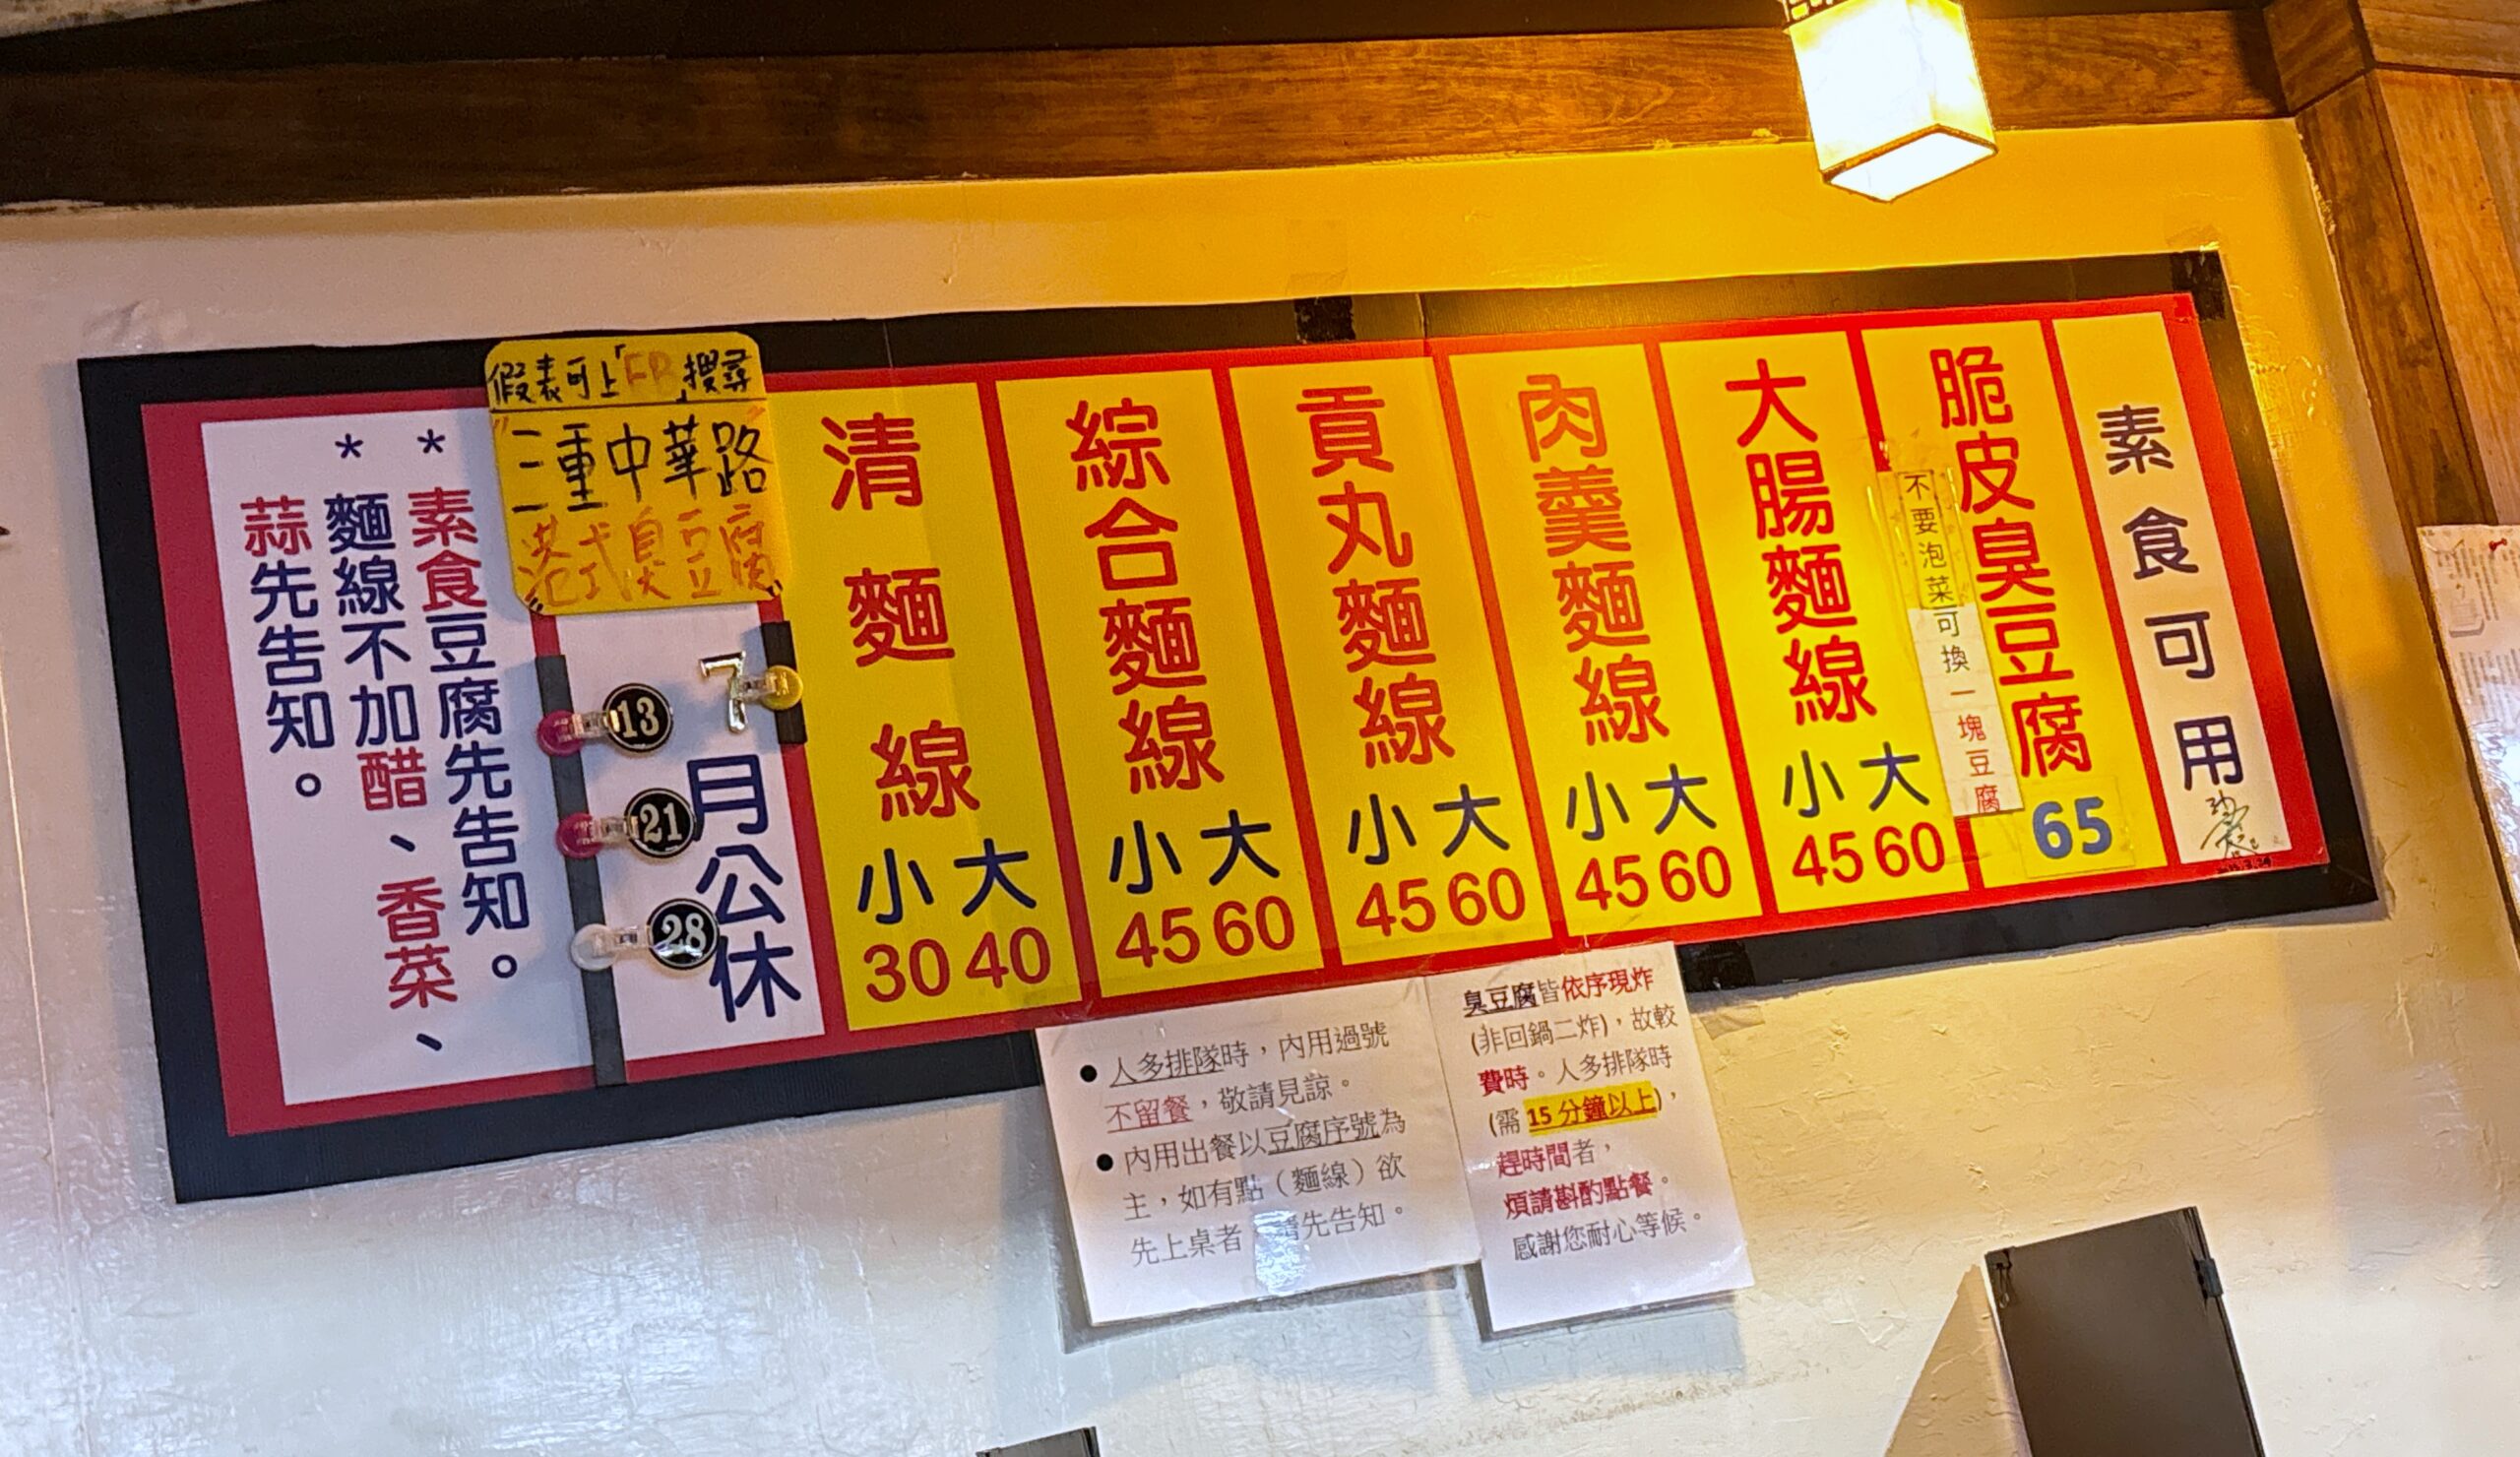 素食可用
脆皮臭豆腐
65
不要泡菜可換一塊豆腐
大腸麵線
小 大
45 60
肉羹麵線
小 大
45 60
貢丸麵線
小 大
45 60
綜合麵線
小 大
45 60
清麵線
小 大
30 40
假表可上「FB」搜尋
"三重中華路"
港式臭豆腐"
7月公休
13
21
28
*素食豆腐先告知。
*麵線不加醋、香菜、
蒜先告知。
●人多排隊時，內用過號
不留餐，敬請見諒。
●內用出餐以豆腐序號為
主，如有點（麵線）欲
先上桌者 請先告知。
臭豆腐皆依序現炸
(非回鍋二炸)，故較
費時。人多排隊時
(需15分鐘以上)，
趕時間者，
煩請斟酌點餐。
感謝您耐心等候。